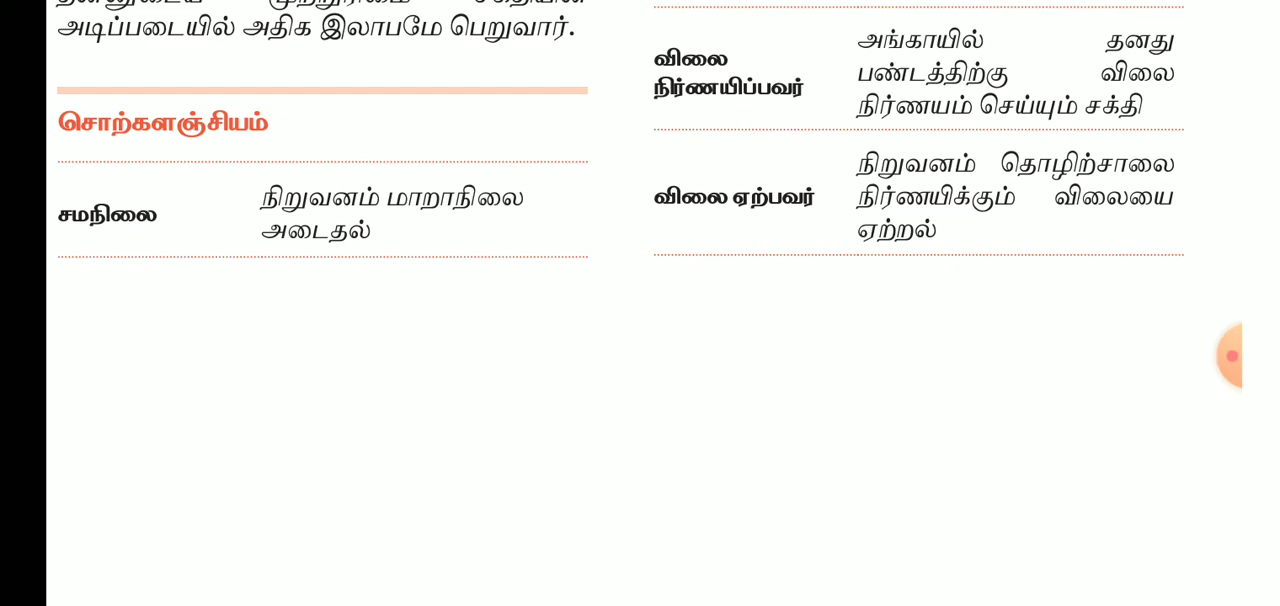 அடிப்படையில் அதிக இலாபமே பெறுவார்.
சொற்களஞ்சியம்
சமநிலை
நிறுவனம் மாறாநிலை
அடைதல்
விலை
நிர்ணயிப்பவர்
அங்காயில் தனது
பண்டத்திற்கு விலை
நிர்ணயம் செய்யும் சக்தி
விலை ஏற்பவர்
நிறுவனம் தொழிற்சாலை
நிர்ணயிக்கும் விலையை
ஏற்றல்